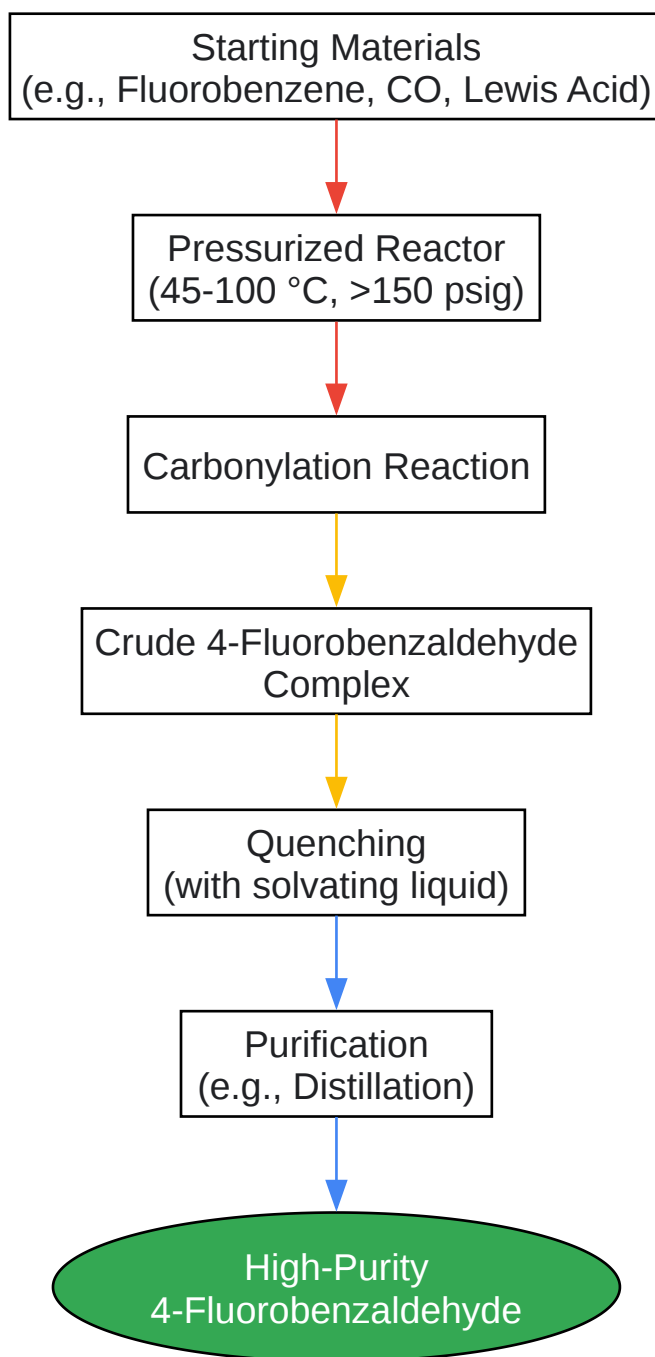 Starting Materials
(e.g., Fluorobenzene, CO, Lewis Acid)
Pressurized Reactor
(45-100 °C, >150 psig)
Carbonylation Reaction
Crude 4-Fluorobenzaldehyde
Complex
Quenching
(with solvating liquid)
Purification
(e.g., Distillation)
High-Purity
4-Fluorobenzaldehyde